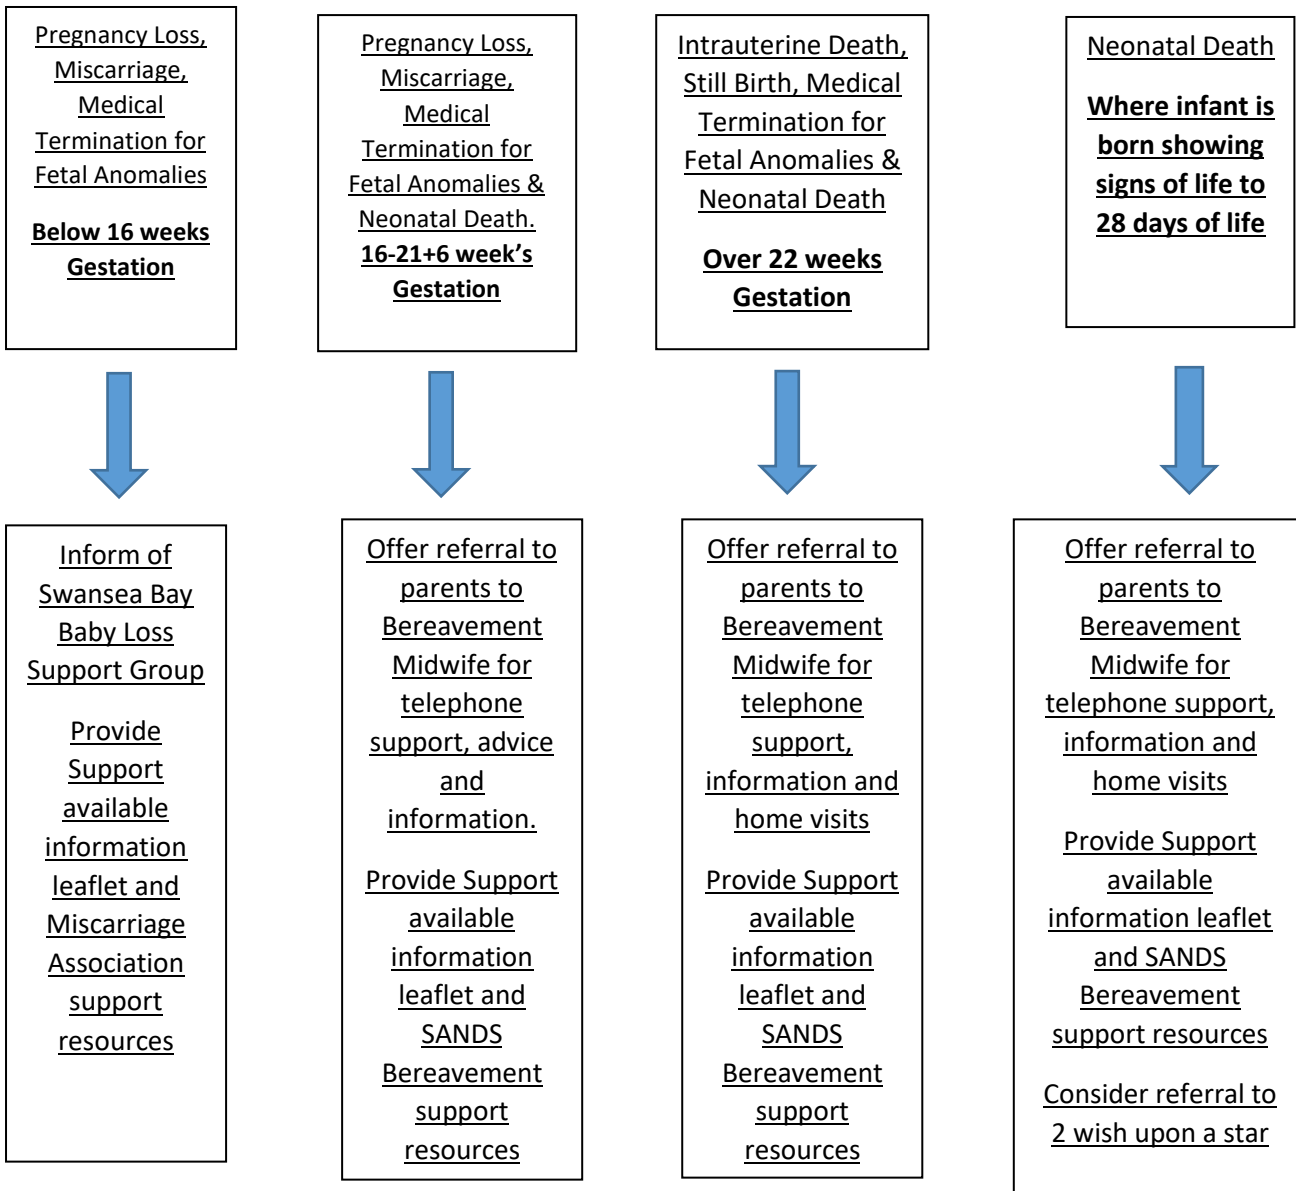 Pregnancy Loss,
Miscarriage,
Medical
Termination for
Fetal Anomalies
Below 16 weeks
Gestation
Pregnancy Loss,
Miscarriage,
Medical
Termination for
Fetal Anomalies &
Neonatal Death.
16-21+6 week’s
Gestation
Intrauterine Death,
Still Birth, Medical
Termination for
Fetal Anomalies &
Neonatal Death
Over 22 weeks
Gestation
Neonatal Death
Where infant is
born showing
signs of life to
28 days of life
Inform of
Swansea Bay
Baby Loss
Support Group
Provide
Support
available
information
leaflet and
Miscarriage
Association
support
resources
Offer referral to
parents to
Bereavement
Midwife for
telephone
support, advice
and
information.
Provide Support
available
information
leaflet and
SANDS
Bereavement
support
resources
Offer referral to
parents to
Bereavement
Midwife for
telephone
support,
information and
home visits
Provide Support
available
information
leaflet and
SANDS
Bereavement
support
resources
Offer referral to
parents to
Bereavement
Midwife for
telephone support,
information and
home visits
Provide Support
available
information leaflet
and SANDS
Bereavement
support resources
Consider referral to
2 wish upon a star